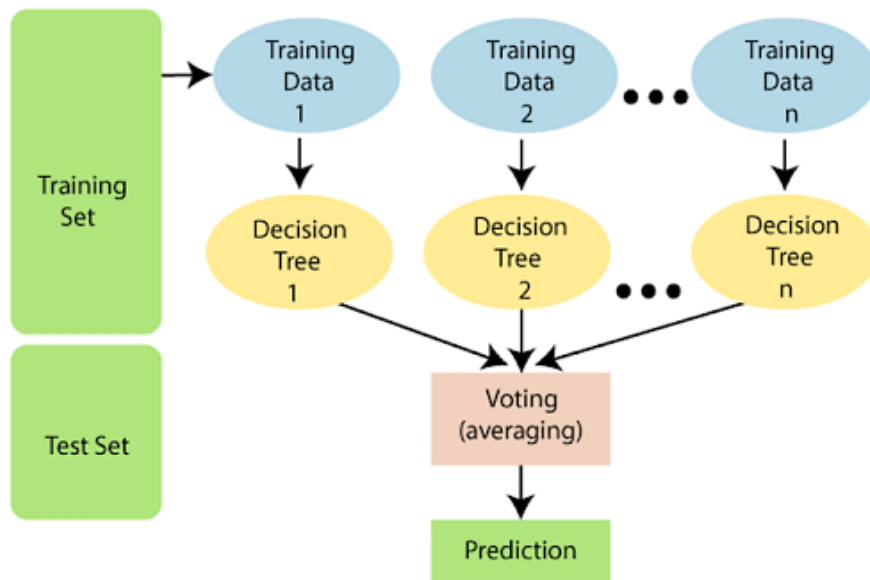 Training
Set
Training
Data
1
Training
Data
2
Training
Data
n
Decision
Tree
1
Decision
Tree
2
Decision
Tree
n
Test Set
Voting
(averaging)
Prediction